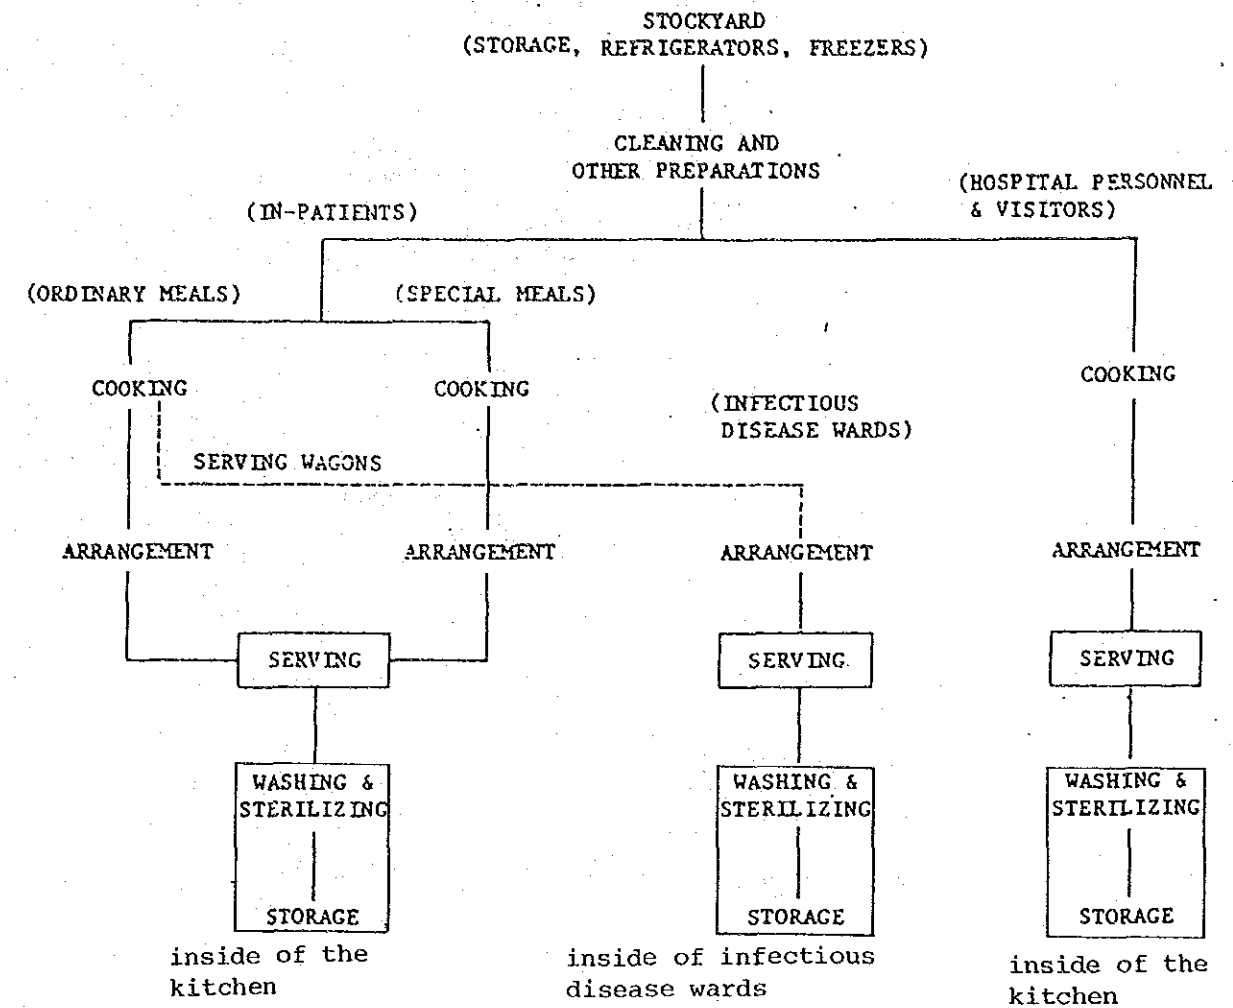 STOCKYARD
(STORAGE, REFRIGERATORS, FREEZERS)
CLEANING AND
OTHER PREPARATIONS
(HOSPITAL PERSONNEL
& VISITORS)
(IN-PATIENTS)
(ORDINARY MEALS)
(SPECIAL MEALS)
COOKING
COOKING
COOKING
(INFECTIOUS
DISEASE WARDS)
SERVING WAGONS
ARRANGEMENT
ARRANGEMENT
ARRANGEMENT
ARRANGEMENT
SERVING
SERVING
SERVING
WASHING &
STERILIZING
STORAGE
inside of the
kitchen
WASHING &
STERILIZING
STORAGE
inside of infectious
disease wards
WASHING &
STERILIZING
STORAGE
inside of the
kitchen